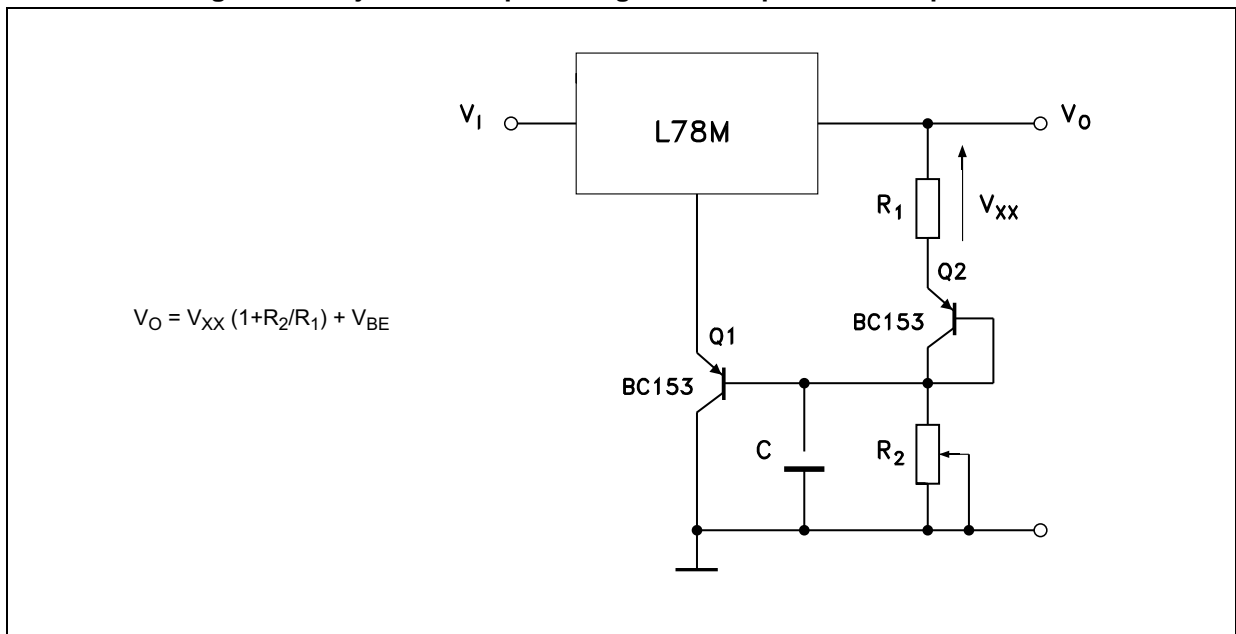 V_I
L78M
V_O
R_1
V_XX
Q2
BC153
V_O = V_XX (1+R_2/R_1) + V_BE
Q1
BC153
C
R_2